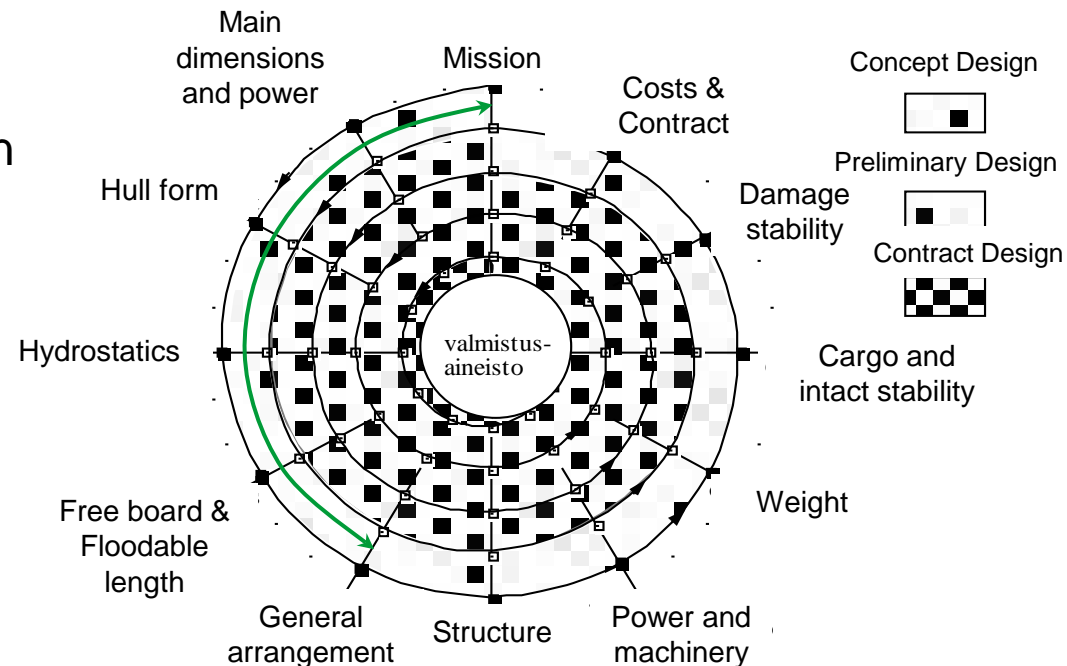 Main
dimensions
and power
Mission
Costs &
Contract
Concept Design
Preliminary Design
Contract Design
Hull form
Damage
stability
Hydrostatics
valmistus-
aineisto
Cargo and
intact stability
Free board &
Floodable
length
Weight
General
arrangement
Structure
Power and
machinery